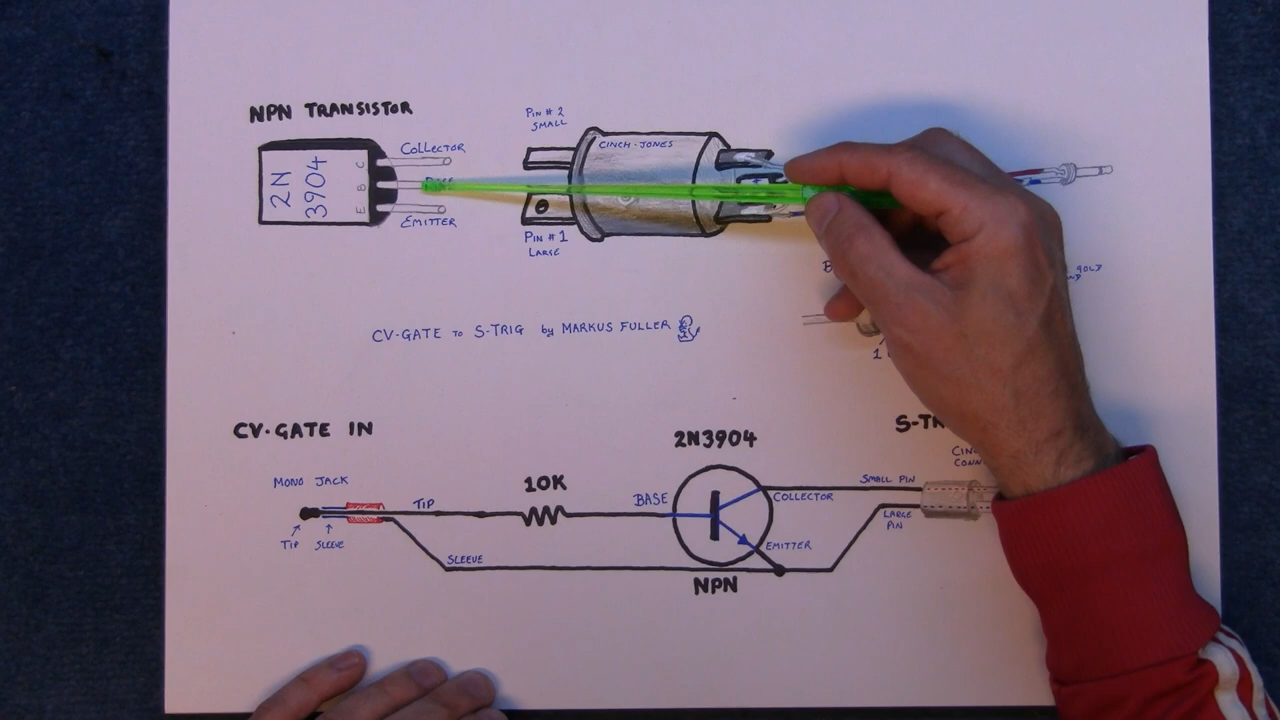 NPN TRANSISTOR
2N
3904
C
B
E
COLLECTOR
EMITTER
PIN # 2
SMALL
CINCH-JONES
PIN # 1
LARGE
CV-GATE TO S-TRIG by MARKUS FULLER
CV-GATE IN
MONO JACK
TIP
SLEEVE
TIP
SLEEVE
10K
2N3904
BASE
COLLECTOR
EMITTER
NPN
SMALL PIN
LARGE
PIN